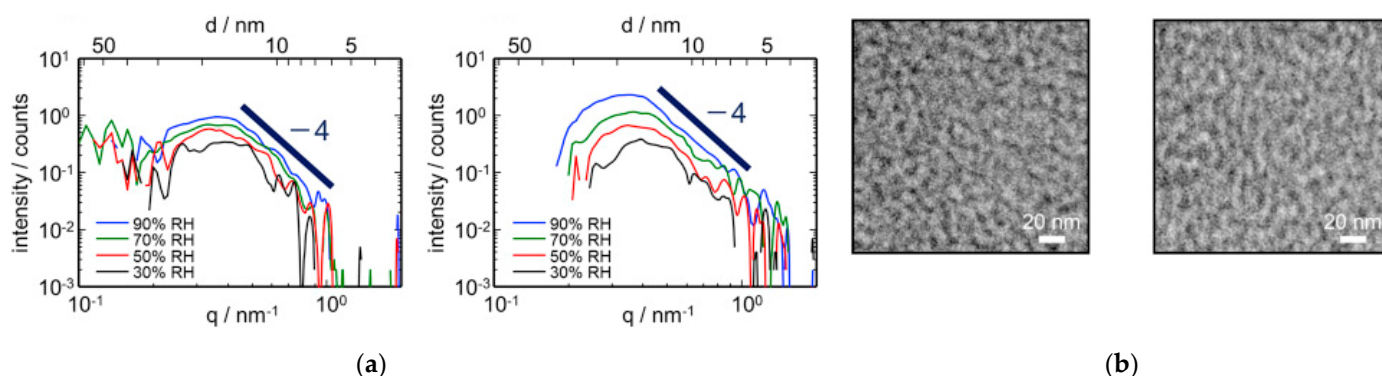 d / nm
50 10 5
10¹
10⁰
10⁻¹
10⁻²
10⁻³
intensity / counts
−4
90% RH
70% RH
50% RH
30% RH
10⁻¹ 10⁰
q / nm⁻¹
d / nm
50 10 5
10¹
10⁰
10⁻¹
10⁻²
10⁻³
intensity / counts
−4
90% RH
70% RH
50% RH
30% RH
10⁻¹ 10⁰
q / nm⁻¹
20 nm
20 nm
(a) (b)